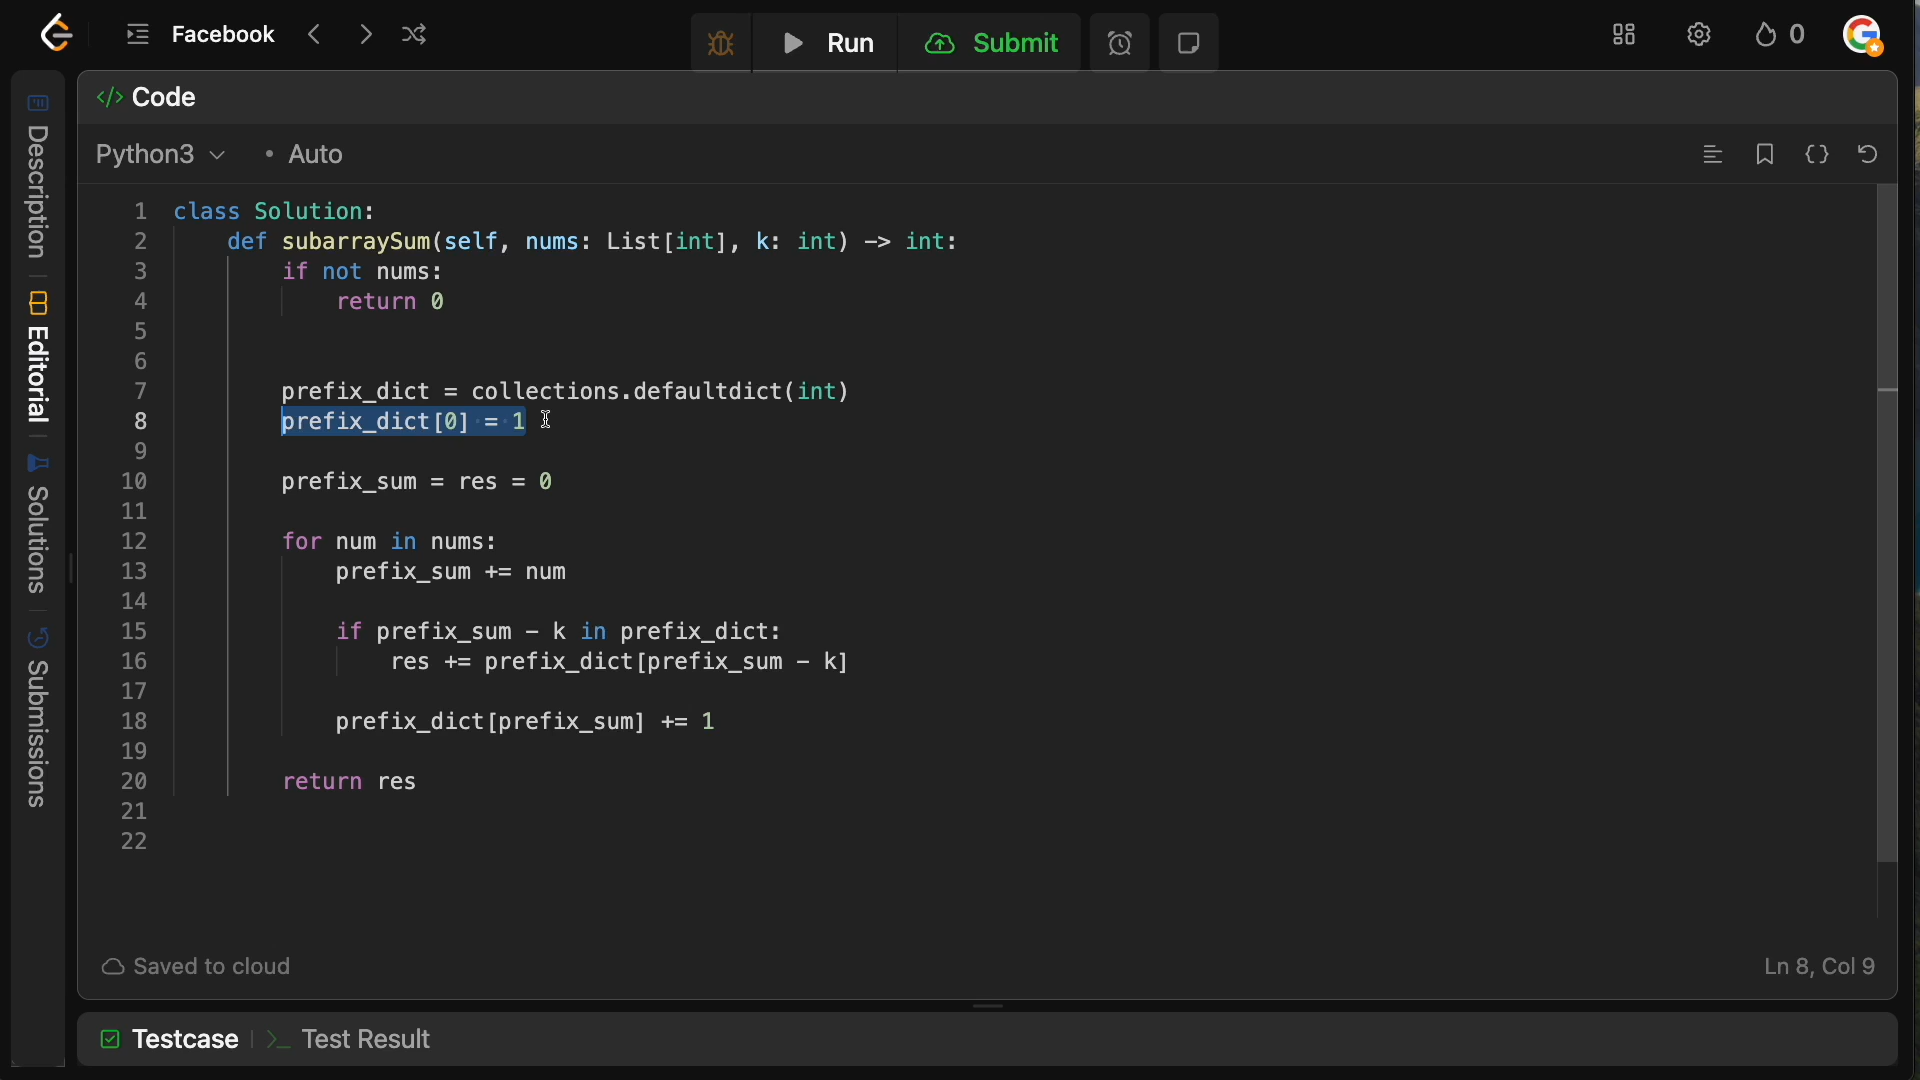 Facebook
Run
Submit
0
</> Code
Python3
• Auto
Description
Editorial
Solutions
Submissions
1 class Solution:
2 def subarraySum(self, nums: List[int], k: int) -> int:
3 if not nums:
4 return 0
5
6
7 prefix_dict = collections.defaultdict(int)
8 prefix_dict[0] = 1
9
10 prefix_sum = res = 0
11
12 for num in nums:
13 prefix_sum += num
14
15 if prefix_sum - k in prefix_dict:
16 res += prefix_dict[prefix_sum - k]
17
18 prefix_dict[prefix_sum] += 1
19
20 return res
21
22
Saved to cloud
Ln 8, Col 9
Testcase
Test Result